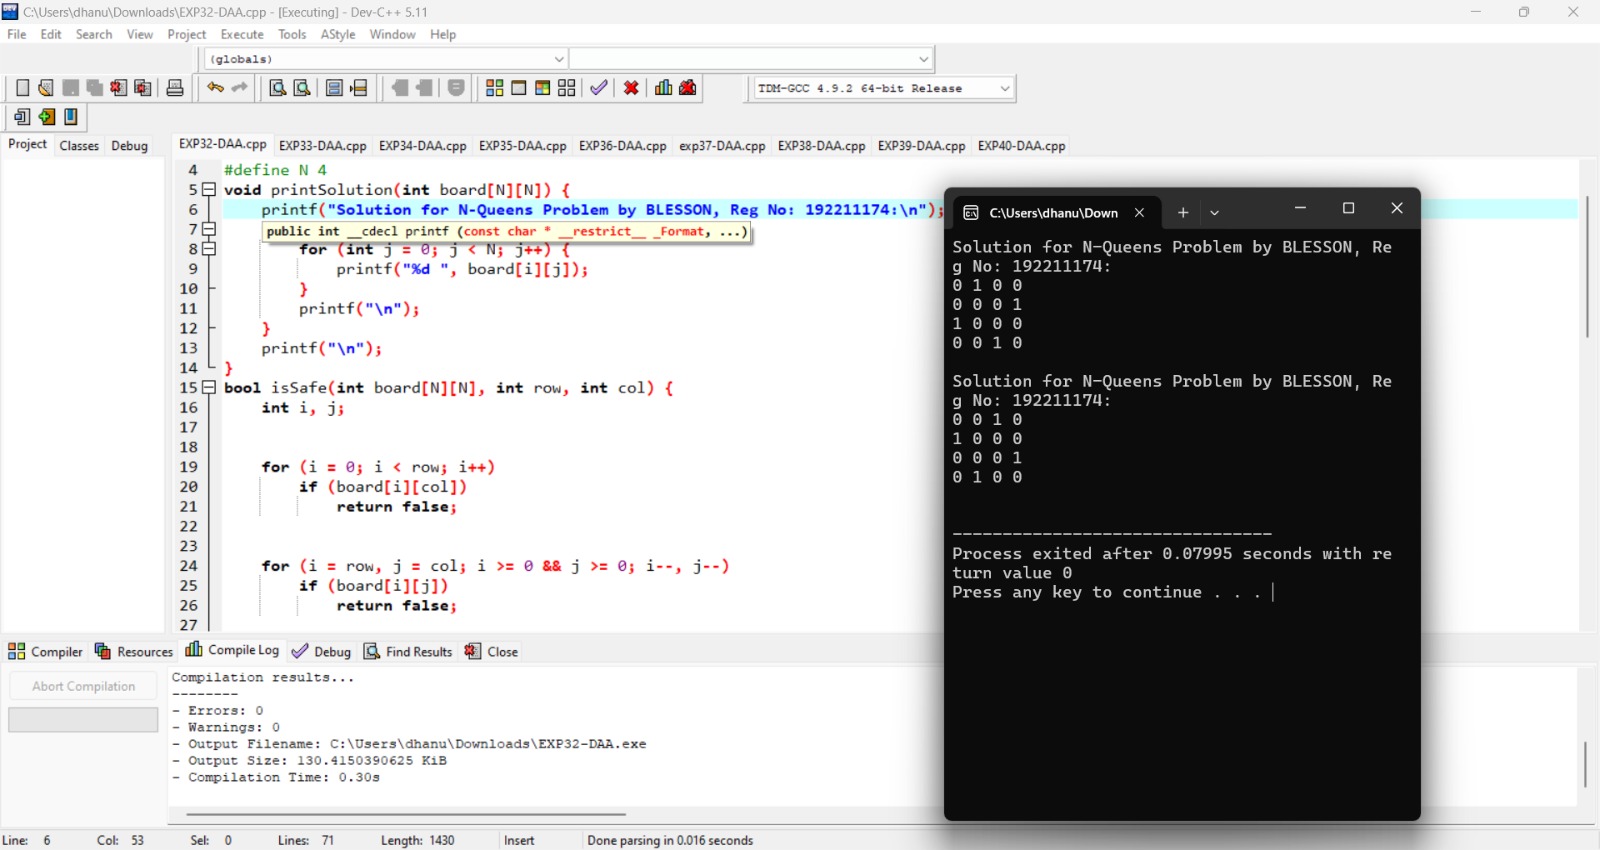 C:\Users\dhanu\Downloads\EXP32-DAA.cpp - [Executing] - Dev-C++ 5.11
File Edit Search View Project Execute Tools AStyle Window Help
(globals)
TDM-GCC 4.9.2 64-bit Release
Project Classes Debug
EXP32-DAA.cpp EXP33-DAA.cpp EXP34-DAA.cpp EXP35-DAA.cpp EXP36-DAA.cpp exp37-DAA.cpp EXP38-DAA.cpp EXP39-DAA.cpp EXP40-DAA.cpp
4 #define N 4
5 void printSolution(int board[N][N]) {
6 printf("Solution for N-Queens Problem by BLESSON, Reg No: 192211174:\n");
7
public int __cdecl printf (const char * __restrict__ _Format, ...)
8 for (int j = 0; j < N; j++) {
9 printf("%d ", board[i][j]);
10 }
11 printf("\n");
12 }
13 printf("\n");
14 }
15 bool isSafe(int board[N][N], int row, int col) {
16 int i, j;
17
18
19 for (i = 0; i < row; i++)
20 if (board[i][col])
21 return false;
22
23
24 for (i = row, j = col; i >= 0 && j >= 0; i--, j--)
25 if (board[i][j])
26 return false;
27
C:\Users\dhanu\Down
Solution for N-Queens Problem by BLESSON, Re
g No: 192211174:
0 1 0 0
0 0 0 1
1 0 0 0
0 0 1 0
Solution for N-Queens Problem by BLESSON, Re
g No: 192211174:
0 0 1 0
1 0 0 0
0 0 0 1
0 1 0 0
--------------------------------
Process exited after 0.07995 seconds with re
turn value 0
Press any key to continue . . .
Compiler Resources Compile Log Debug Find Results Close
Abort Compilation
Compilation results...
--------
- Errors: 0
- Warnings: 0
- Output Filename: C:\Users\dhanu\Downloads\EXP32-DAA.exe
- Output Size: 130.4150390625 KiB
- Compilation Time: 0.30s
Line: 6 Col: 53 Sel: 0 Lines: 71 Length: 1430 Insert Done parsing in 0.016 seconds